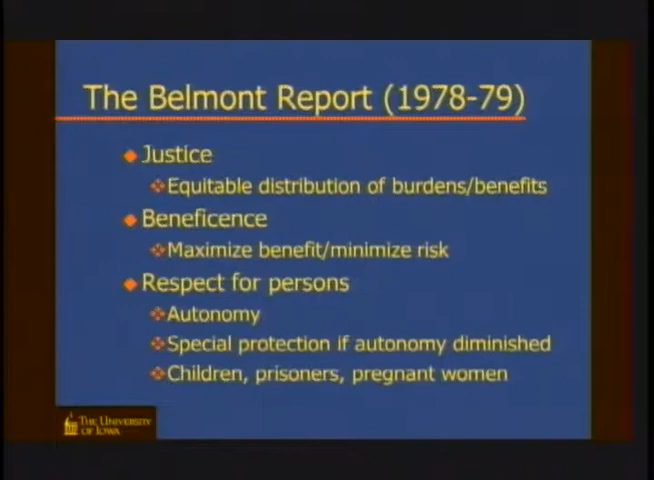 The Belmont Report (1978-79)
Justice
Equitable distribution of burdens/benefits
Beneficence
Maximize benefit/minimize risk
Respect for persons
Autonomy
Special protection if autonomy diminished
Children, prisoners, pregnant women
THE UNIVERSITY
OF IOWA